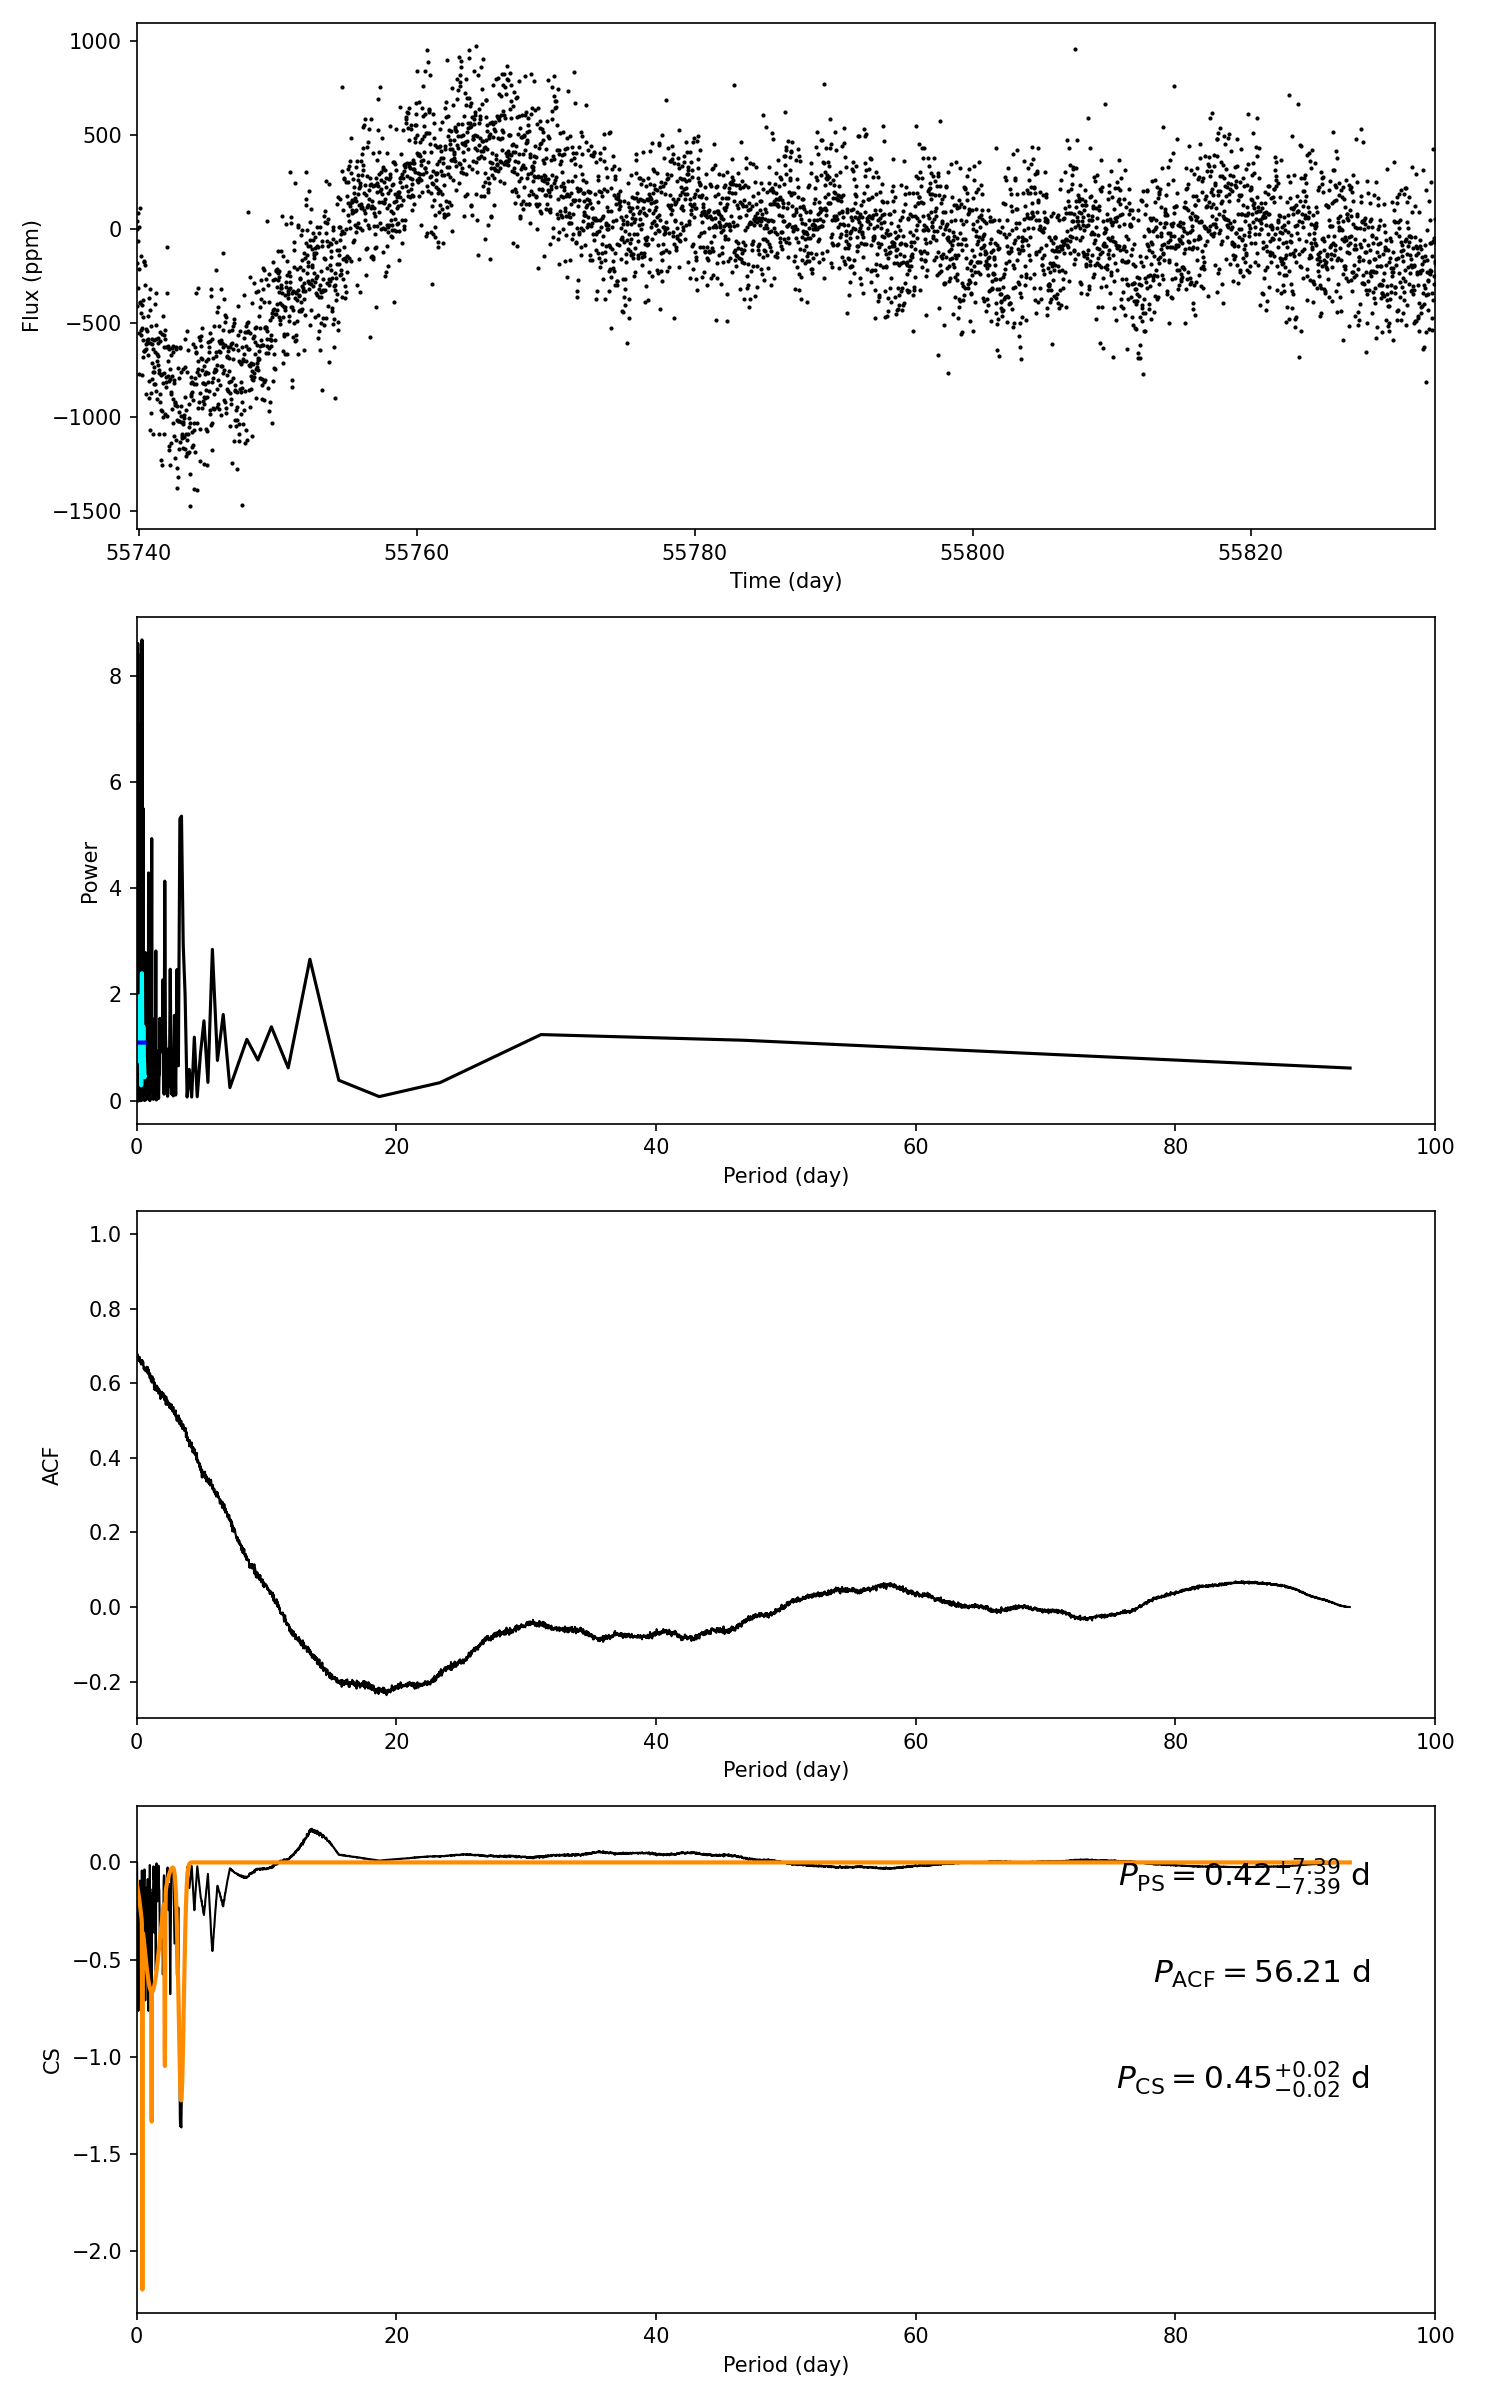 1000
500
0
−500
−1000
−1500
Flux (ppm)
55740 55760 55780 55800 55820
Time (day)
8
6
4
2
0
Power
0 20 40 60 80 100
Period (day)
1.0
0.8
0.6
0.4
0.2
0.0
−0.2
ACF
0 20 40 60 80 100
Period (day)
0.0
−0.5
−1.0
−1.5
−2.0
CS
P_PS = 0.42 +7.39 −7.39 d
P_ACF = 56.21 d
P_CS = 0.45 +0.02 −0.02 d
0 20 40 60 80 100
Period (day)